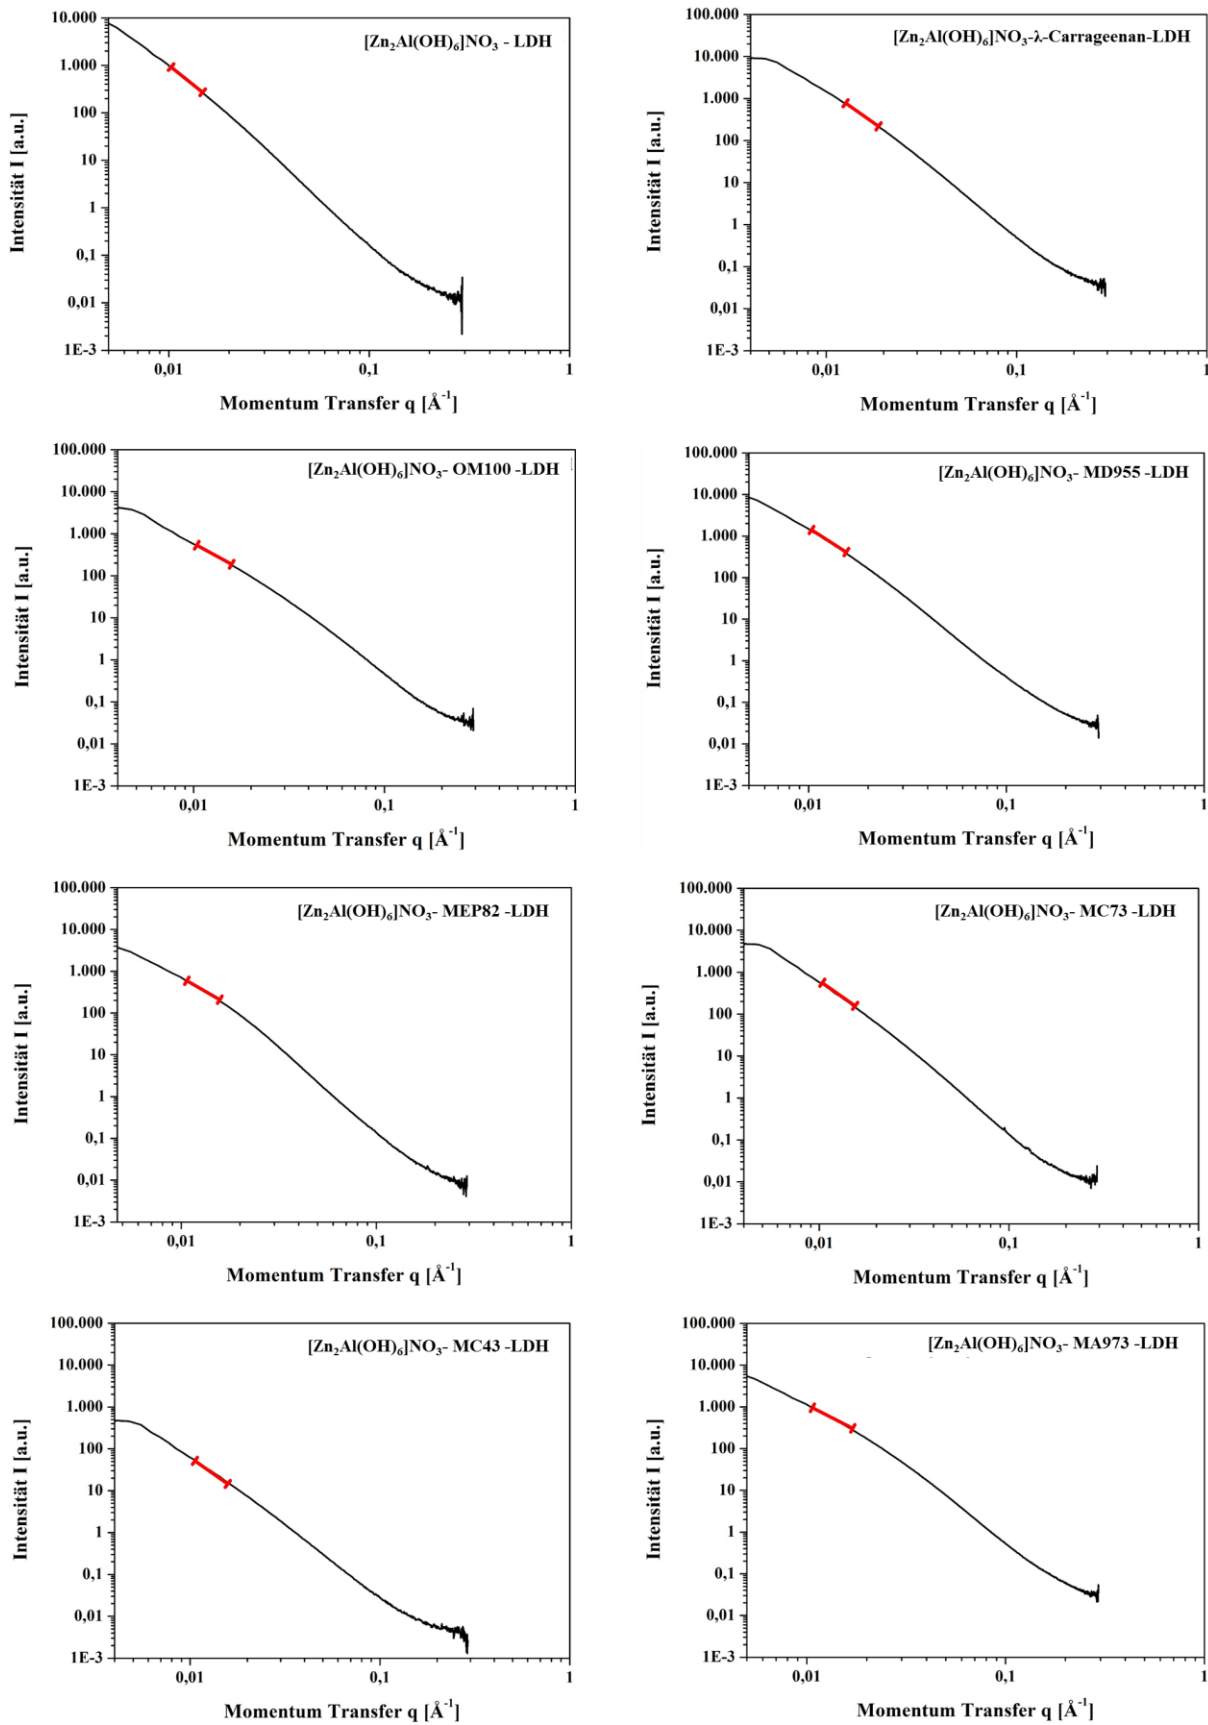 [Zn₂Al(OH)₆]NO₃ - LDH
10.000
1.000
100
10
1
0,1
0,01
1E-3
0,01 0,1 1
Intensität I [a.u.]
Momentum Transfer q [Å⁻¹]
[Zn₂Al(OH)₆]NO₃-λ-Carrageenan-LDH
100.000
10.000
1.000
100
10
1
0,1
0,01
1E-3
0,01 0,1 1
Intensität I [a.u.]
Momentum Transfer q [Å⁻¹]
[Zn₂Al(OH)₆]NO₃- OM100 -LDH
100.000
10.000
1.000
100
10
1
0,1
0,01
1E-3
0,01 0,1 1
Intensität I [a.u.]
Momentum Transfer q [Å⁻¹]
[Zn₂Al(OH)₆]NO₃- MD955 -LDH
100.000
10.000
1.000
100
10
1
0,1
0,01
1E-3
0,01 0,1 1
Intensität I [a.u.]
Momentum Transfer q [Å⁻¹]
[Zn₂Al(OH)₆]NO₃- MEP82 -LDH
100.000
10.000
1.000
100
10
1
0,1
0,01
1E-3
0,01 0,1 1
Intensität I [a.u.]
Momentum Transfer q [Å⁻¹]
[Zn₂Al(OH)₆]NO₃- MC73 -LDH
100.000
10.000
1.000
100
10
1
0,1
0,01
1E-3
0,01 0,1 1
Intensität I [a.u.]
Momentum Transfer q [Å⁻¹]
[Zn₂Al(OH)₆]NO₃- MC43 -LDH
100.000
10.000
1.000
100
10
1
0,1
0,01
1E-3
0,01 0,1 1
Intensität I [a.u.]
Momentum Transfer q [Å⁻¹]
[Zn₂Al(OH)₆]NO₃- MA973 -LDH
100.000
10.000
1.000
100
10
1
0,1
0,01
1E-3
0,01 0,1 1
Intensität I [a.u.]
Momentum Transfer q [Å⁻¹]